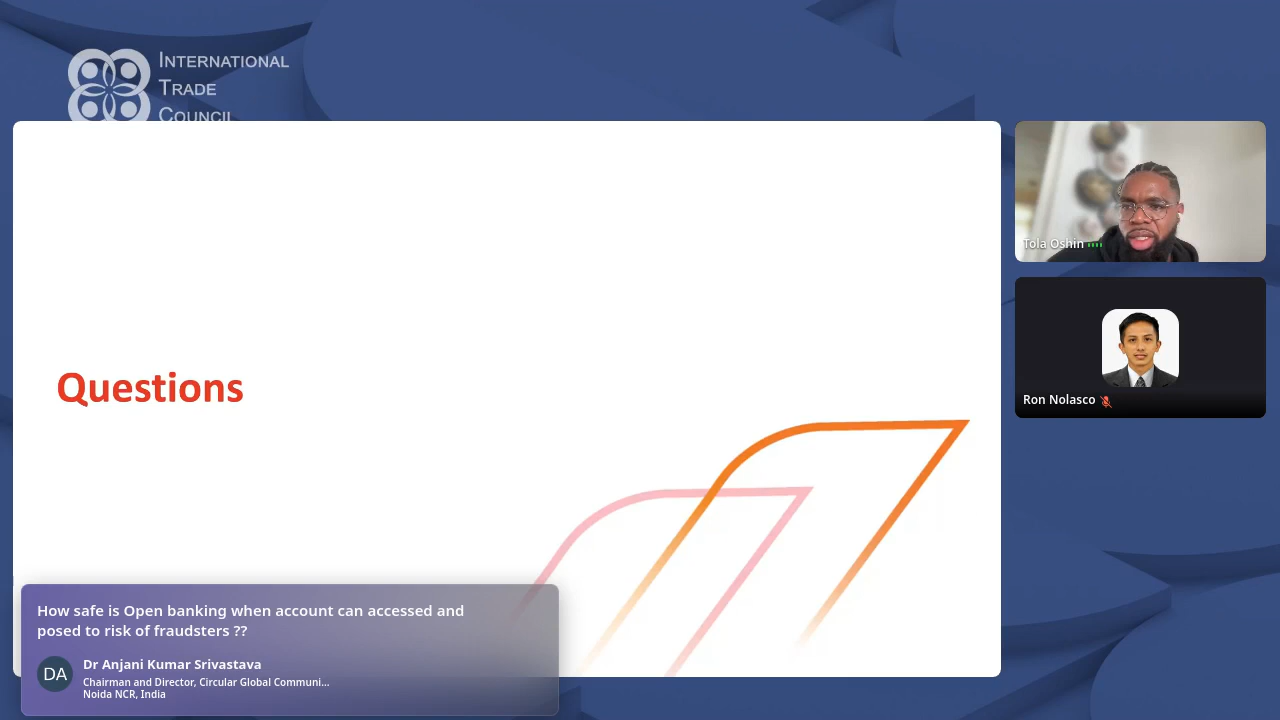 INTERNATIONAL
TRADE
COUNCIL
Tola Oshin
Ron Nolasco
Questions
How safe is Open banking when account can accessed and
posed to risk of fraudsters ??
DA
Dr Anjani Kumar Srivastava
Chairman and Director, Circular Global Communi...
Noida NCR, India